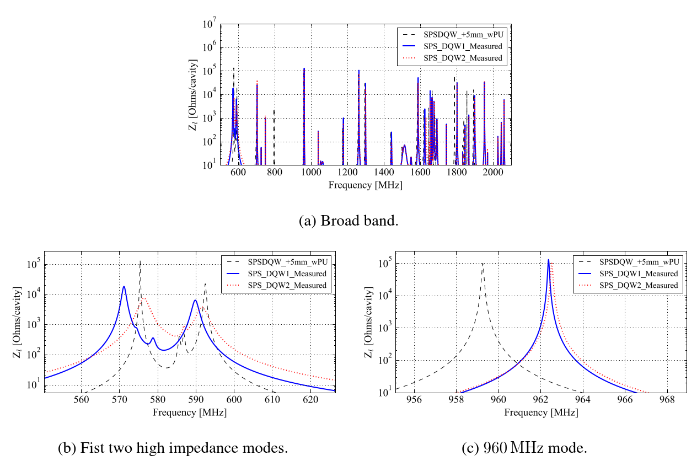 10^7
10^6
10^5
10^4
10^3
10^2
10^1
10
Z_l [Ohms/cavity]
SPSDQW_+5mm_wPU
SPS_DQW1_Measured
SPS_DQW2_Measured
600 800 1000 1200 1400 1600 1800 2000
Frequency [MHz]
(a) Broad band.
10^5
10^4
10^3
10^2
10^1
Z_l [Ohms/cavity]
SPSDQW_+5mm_wPU
SPS_DQW1_Measured
SPS_DQW2_Measured
570 580 590 600 610 620
Frequency [MHz]
(b) Fist two high impedance modes.
10^5
10^4
10^3
10^2
10^1
Z_l [Ohms/cavity]
SPSDQW_+5mm_wPU
SPS_DQW1_Measured
SPS_DQW2_Measured
956 958 960 962 964 966 968
Frequency [MHz]
(c) 960 MHz mode.